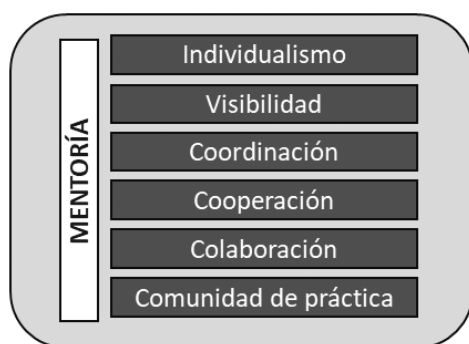 MENTORÍA
Individualismo
Visibilidad
Coordinación
Cooperación
Colaboración
Comunidad de práctica